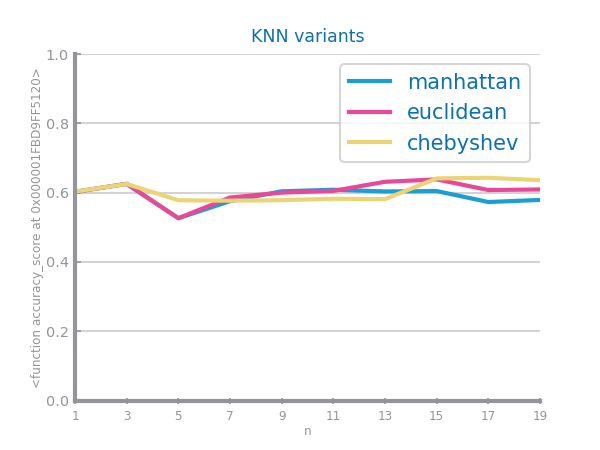 KNN variants
manhattan
euclidean
chebyshev
<function accuracy_score at 0x000001FBD9FF5120>
1.0
0.8
0.6
0.4
0.2
0.0
1 3 5 7 9 11 13 15 17 19
n